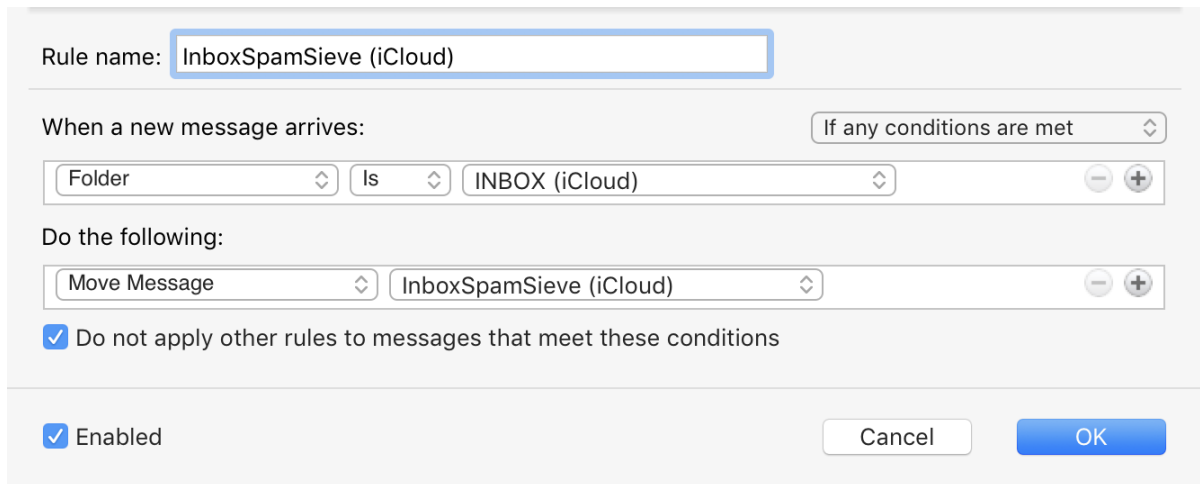 Rule name: InboxSpamSieve (iCloud)
When a new message arrives: If any conditions are met
Folder Is INBOX (iCloud)
Do the following:
Move Message InboxSpamSieve (iCloud)
Do not apply other rules to messages that meet these conditions
Enabled Cancel OK